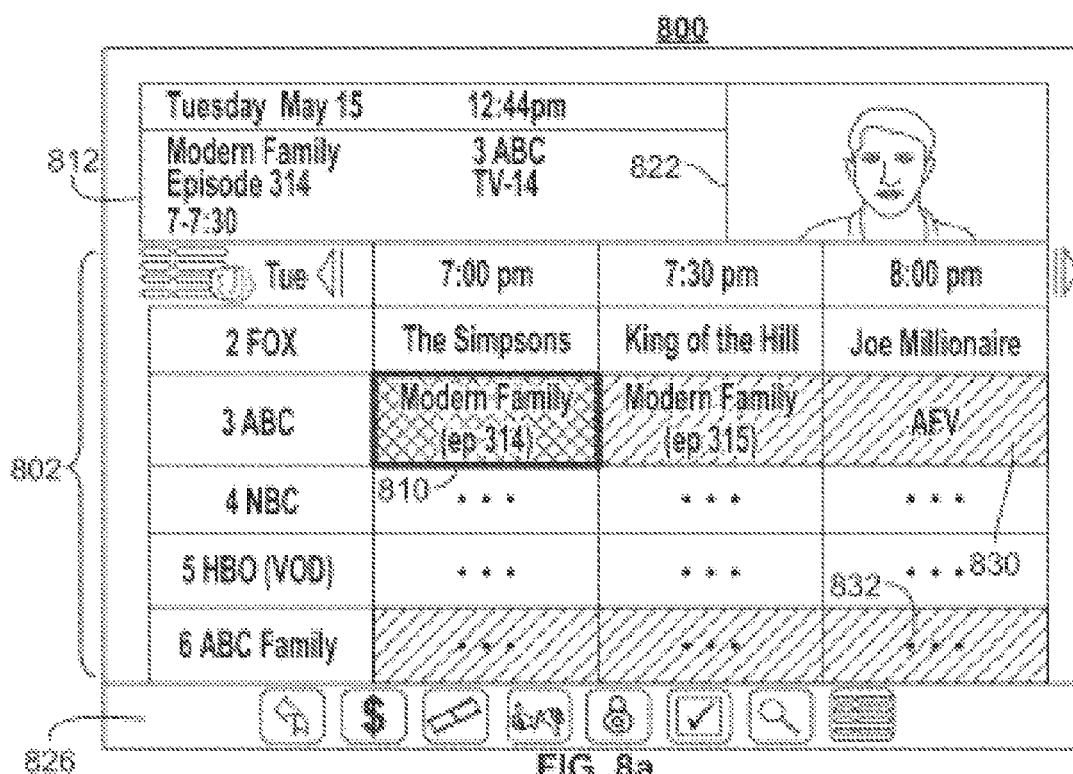 800
Tuesday May 15 12:44pm
812
Modern Family 3 ABC
Episode 314 TV-14
822
7-7:30
Tue 7:00 pm 7:30 pm 8:00 pm
2 FOX The Simpsons King of the Hill Joe Millionaire
3 ABC Modern Family (ep 314) Modern Family (ep 315) AFV
802
810
4 NBC • • • • • • • • •
5 HBO (VOD) • • • • • • • • • 830
832
6 ABC Family • • • • • • • • •
$
826
FIG. 8a